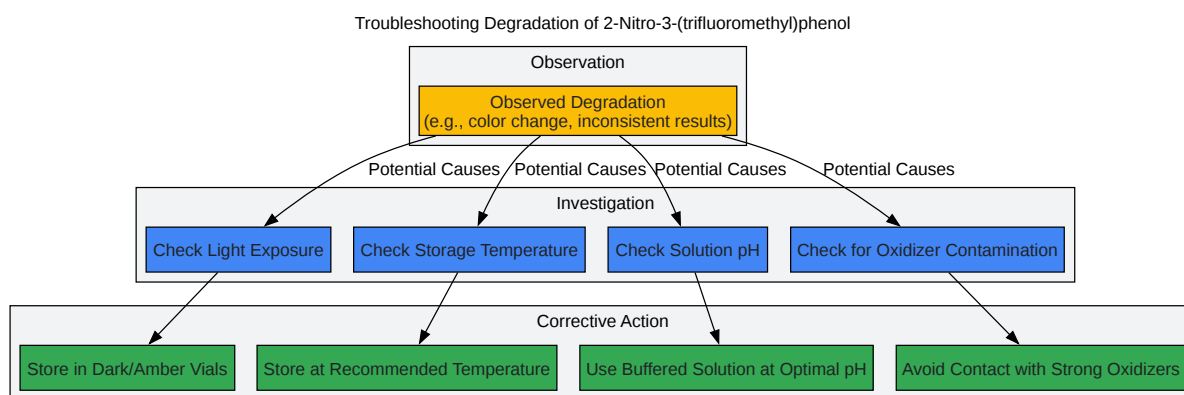 Troubleshooting Degradation of 2-Nitro-3-(trifluoromethyl)phenol
Observation
Observed Degradation
(e.g., color change, inconsistent results)
Potential Causes
Potential Causes
Potential Causes
Potential Causes
Investigation
Check Light Exposure
Check Storage Temperature
Check Solution pH
Check for Oxidizer Contamination
Corrective Action
Store in Dark/Amber Vials
Store at Recommended Temperature
Use Buffered Solution at Optimal pH
Avoid Contact with Strong Oxidizers